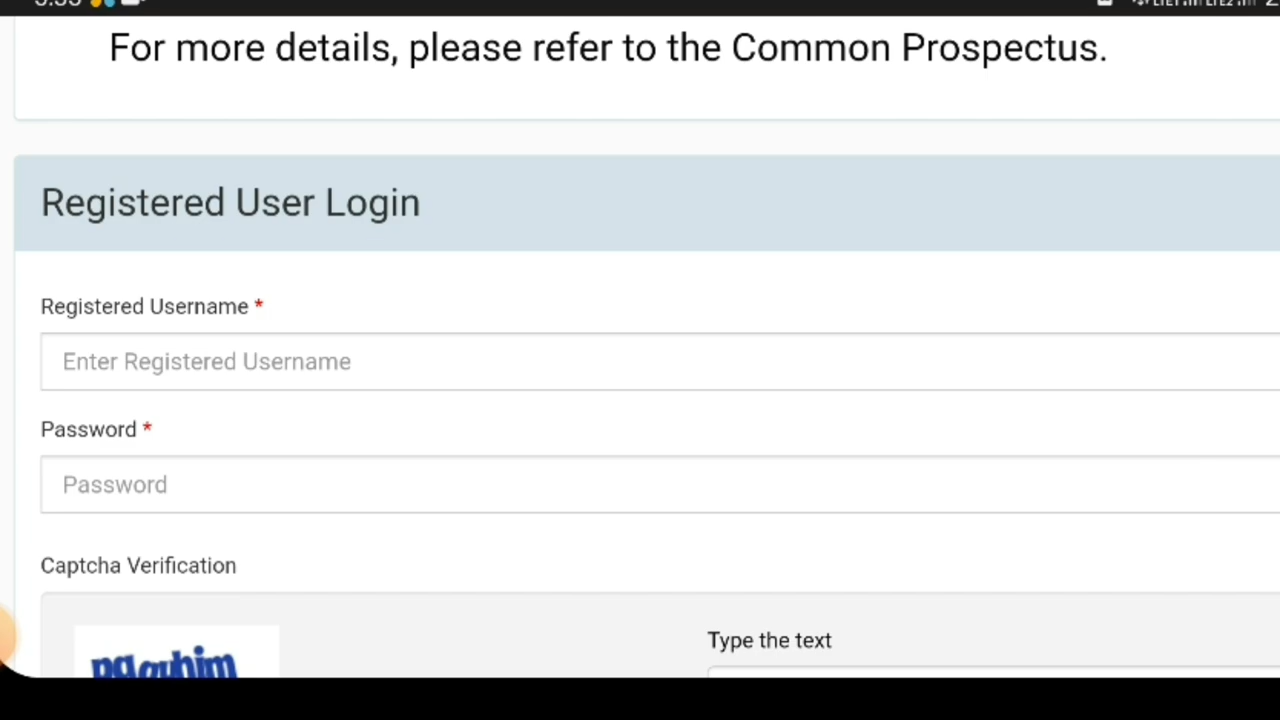 For more details, please refer to the Common Prospectus.
Registered User Login
Registered Username *
Enter Registered Username
Password *
Password
Captcha Verification
Type the text